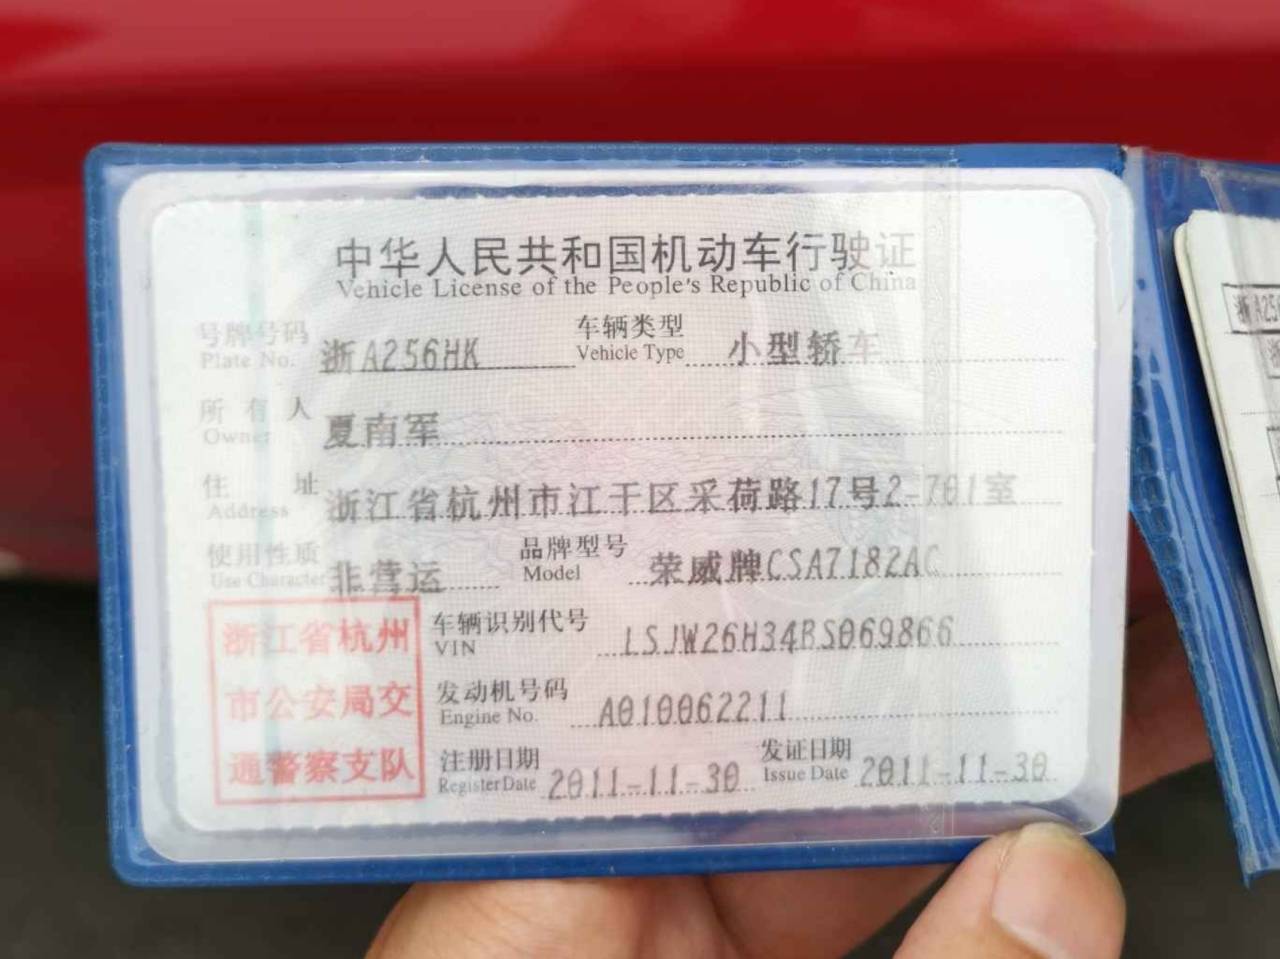 中华人民共和国机动车行驶证
Vehicle License of the People's Republic of China
号牌号码 浙A256HK 车辆类型 小型轿车
Plate No. Vehicle Type
所有人 夏南军
Owner
住址 浙江省杭州市江干区采荷路17号2-701室
Address
使用性质 非营运 品牌型号 荣威牌CSA7182AC
Use Character Model
车辆识别代号 LSJW26H34BS069866
VIN
发动机号码 A010062211
Engine No.
注册日期 2011-11-30 发证日期 2011-11-30
Register Date Issue Date
浙江省杭州
市公安局交
通警察支队
浙A25